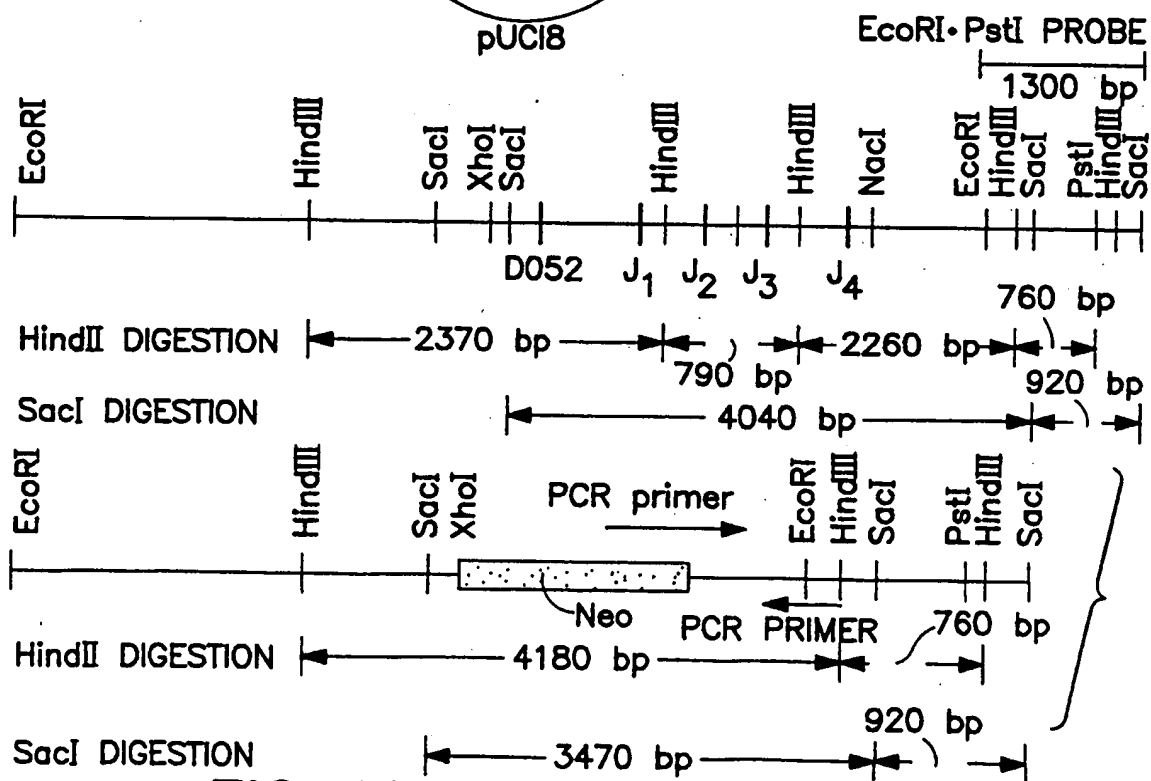 pUC18
EcoRI•PstI PROBE
1300 bp
EcoRI HindIII SacI XhoI SacI HindIII HindIII NacI EcoRI HindIII SacI PstI HindIII SacI
D052 J1 J2 J3 J4
760 bp
HindII DIGESTION 2370 bp 790 bp 2260 bp
920 bp
SacI DIGESTION 4040 bp
EcoRI HindIII SacI XhoI PCR primer EcoRI HindIII SacI PstI HindIII SacI
Neo PCR PRIMER 760 bp
HindII DIGESTION 4180 bp
920 bp
SacI DIGESTION 3470 bp